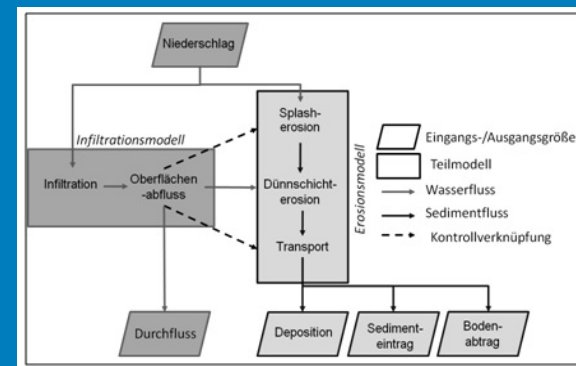 Niederschlag
Infiltrationsmodell
Infiltration
Oberflächen
-abfluss
Splash-
erosion
Dünnschicht-
erosion
Transport
Erosionsmodell
Durchfluss
Deposition
Sediment-
eintrag
Boden-
abtrag
Eingangs-/Ausgangsgröße
Teilmodell
Wasserfluss
Sedimentfluss
Kontrollverknüpfung